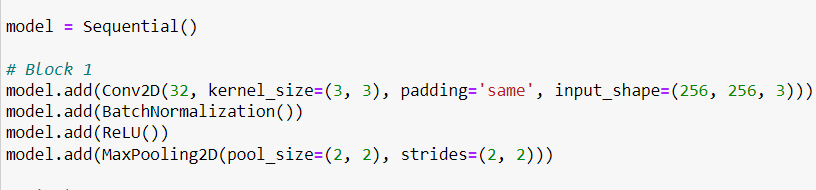 model = Sequential()
# Block 1
model.add(Conv2D(32, kernel_size=(3, 3), padding='same', input_shape=(256, 256, 3)))
model.add(BatchNormalization())
model.add(ReLU())
model.add(MaxPooling2D(pool_size=(2, 2), strides=(2, 2)))